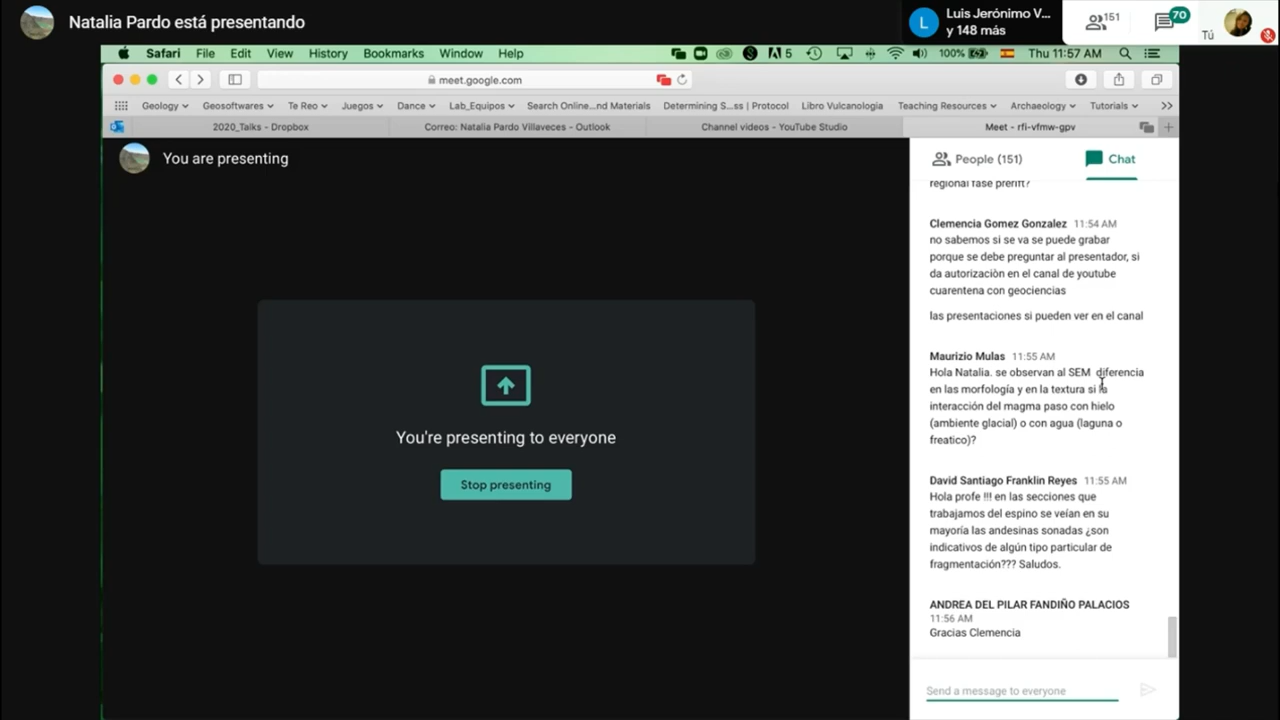 Natalia Pardo está presentando
L
Luis Jerónimo V...
y 148 más
151
70
Tú
Safari File Edit View History Bookmarks Window Help
5
100%
Thu 11:57 AM
meet.google.com
Geology Geosoftwares Te Reo Juegos Dance Lab_Equipos Search Online...nd Materials Determining S...ss | Protocol Libro Vulcanologia Teaching Resources Archaeology Tutorials
2020_Talks - Dropbox
Correo: Natalia Pardo Villaveces - Outlook
Channel videos - YouTube Studio
Meet - rfi-vfmw-gpv
You are presenting
You're presenting to everyone
Stop presenting
People (151)
Chat
regional fase prerift?
Clemencia Gomez Gonzalez 11:54 AM
no sabemos si se va se puede grabar
porque se debe preguntar al presentador, si
da autorizaciòn en el canal de youtube
cuarentena con geociencias
las presentaciones si pueden ver en el canal
Maurizio Mulas 11:55 AM
Hola Natalia. se observan al SEM diferencia
en las morfología y en la textura si la
interacción del magma paso con hielo
(ambiente glacial) o con agua (laguna o
freatico)?
David Santiago Franklin Reyes 11:55 AM
Hola profe !!! en las secciones que
trabajamos del espino se veían en su
mayoría las andesinas sonadas ¿son
indicativos de algún tipo particular de
fragmentación??? Saludos.
ANDREA DEL PILAR FANDIÑO PALACIOS
11:56 AM
Gracias Clemencia
Send a message to everyone